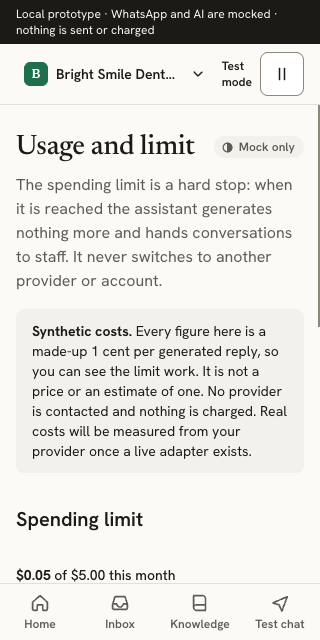 Local prototype · WhatsApp and AI are mocked ·
nothing is sent or charged
B Bright Smile Dent... Test
mode
Usage and limit
Mock only
The spending limit is a hard stop: when
it is reached the assistant generates
nothing more and hands conversations
to staff. It never switches to another
provider or account.
Synthetic costs. Every figure here is a
made-up 1 cent per generated reply, so
you can see the limit work. It is not a
price or an estimate of one. No provider
is contacted and nothing is charged. Real
costs will be measured from your
provider once a live adapter exists.
Spending limit
$0.05 of $5.00 this month
Home Inbox Knowledge Test chat